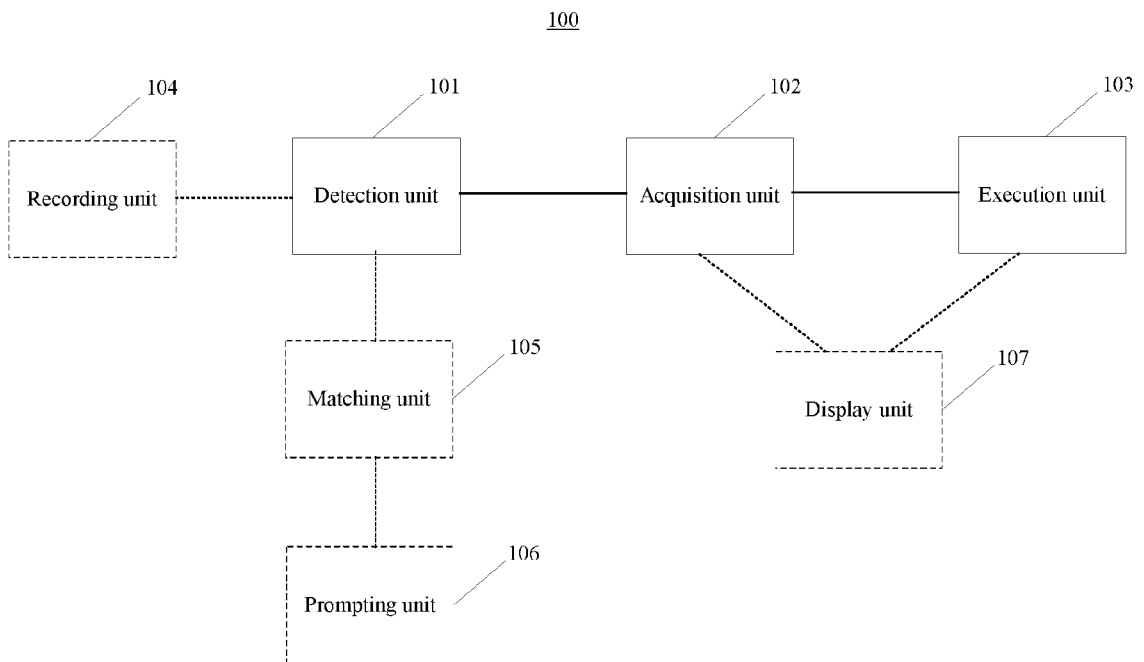 100
104
101
102
103
Recording unit
Detection unit
Acquisition unit
Execution unit
105
107
Matching unit
Display unit
106
Prompting unit